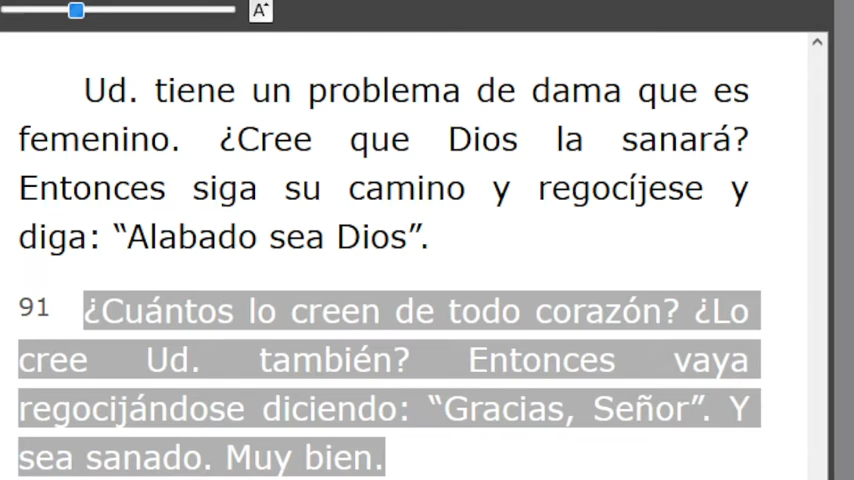 A
Ud. tiene un problema de dama que es
femenino. ¿Cree que Dios la sanará?
Entonces siga su camino y regocíjese y
diga: “Alabado sea Dios”.
91 ¿Cuántos lo creen de todo corazón? ¿Lo
cree Ud. también? Entonces vaya
regocijándose diciendo: “Gracias, Señor”. Y
sea sanado. Muy bien.